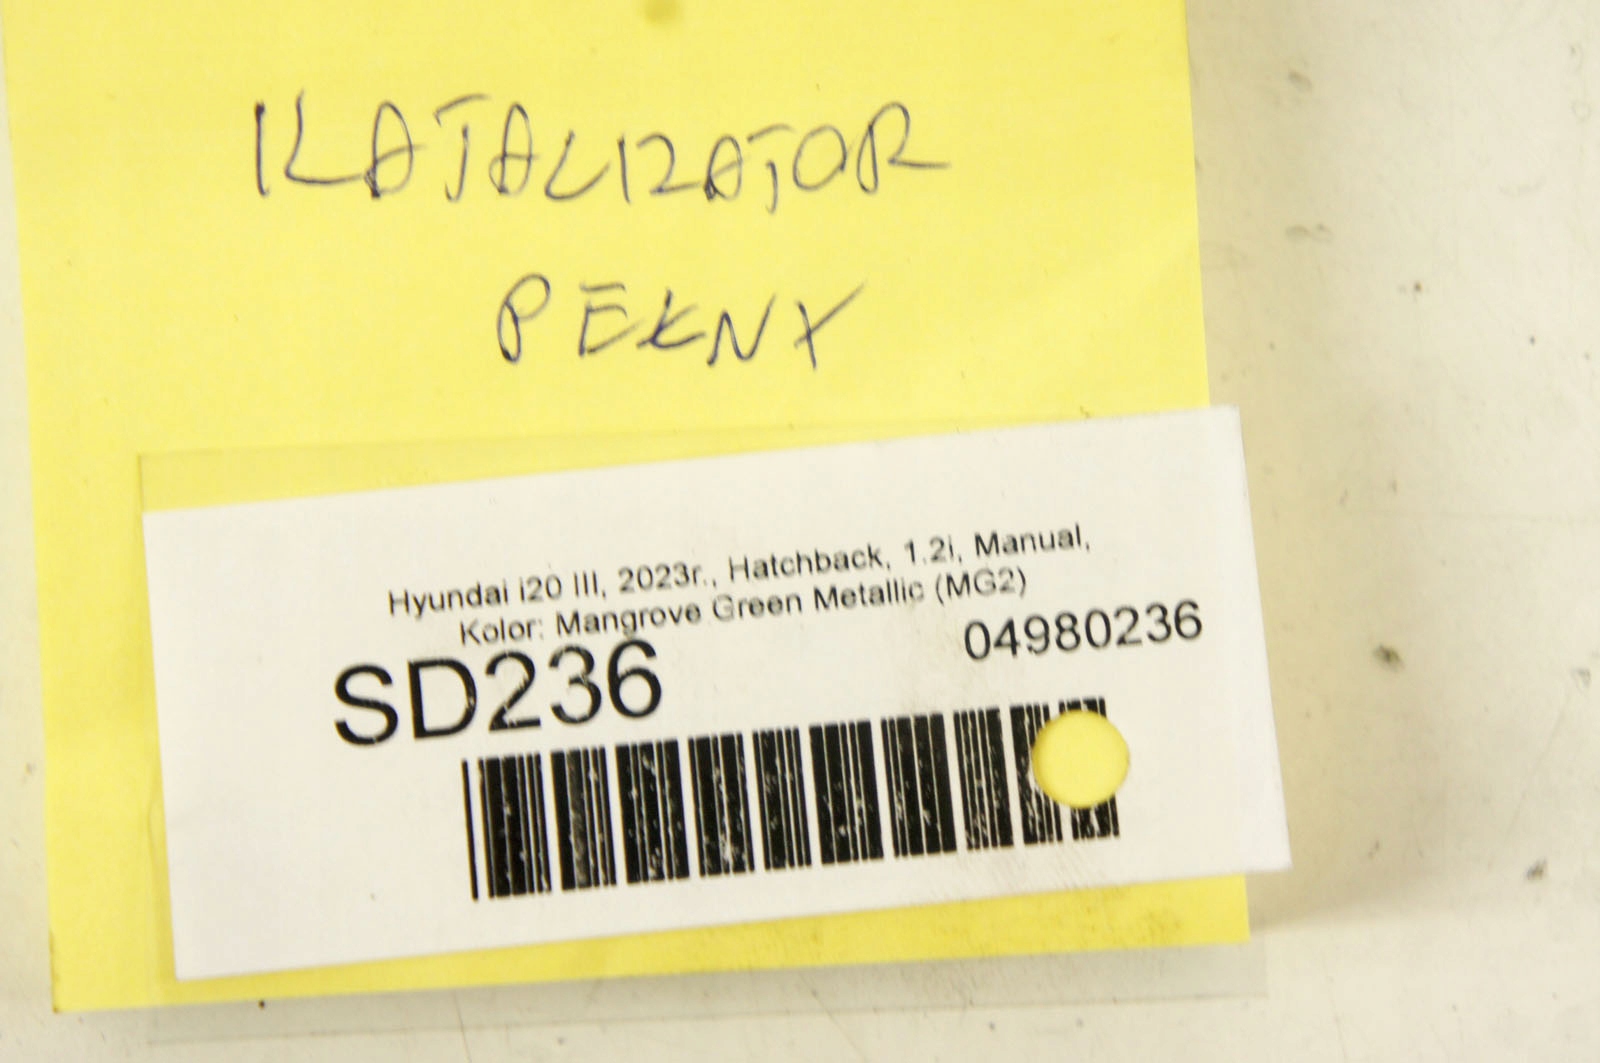 KATALIZATOR
PEŁNY
Hyundai i20 III, 2023r., Hatchback, 1.2i, Manual,
Kolor: Mangrove Green Metallic (MG2)
SD236
04980236